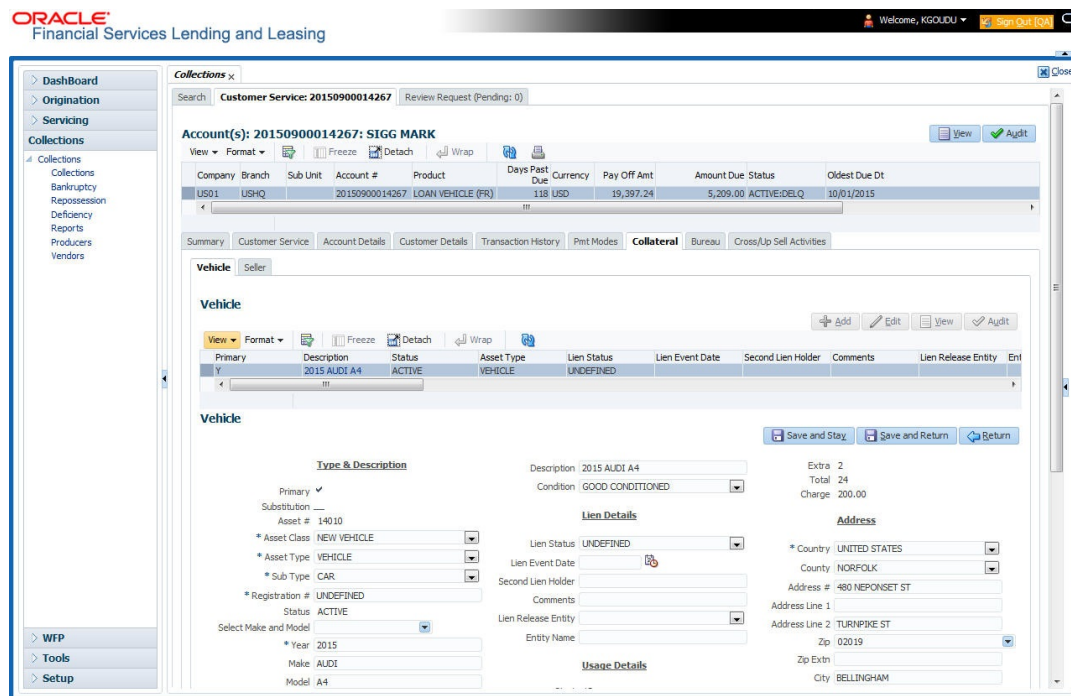 ORACLE
Financial Services Lending and Leasing
Welcome, KGOUDU
Sign Out [QA]
DashBoard
Origination
Servicing
Collections
Collections
Collections
Bankruptcy
Repossession
Deficiency
Reports
Producers
Vendors
WFP
Tools
Setup
Collections x
Close
Search Customer Service: 20150900014267 Review Request (Pending: 0)
Account(s): 20150900014267: SIGG MARK
View Audit
View Format Freeze Detach Wrap
Company Branch Sub Unit Account # Product Days Past Due Currency Pay Off Amt Amount Due Status Oldest Due Dt
US01 USHQ 20150900014267 LOAN VEHICLE (FR) 118 USD 19,397.24 5,209.00 ACTIVE:DELQ 10/01/2015
Summary Customer Service Account Details Customer Details Transaction History Pmt Modes Collateral Bureau Cross/Up Sell Activities
Vehicle Seller
Vehicle
Add Edit View Audit
View Format Freeze Detach Wrap
Primary Description Status Asset Type Lien Status Lien Event Date Second Lien Holder Comments Lien Release Entity Ent
Y 2015 AUDI A4 ACTIVE VEHICLE UNDEFINED
Vehicle
Save and Stay Save and Return Return
Type & Description
Primary
Substitution
Asset # 14010
* Asset Class NEW VEHICLE
* Asset Type VEHICLE
* Sub Type CAR
* Registration # UNDEFINED
Status ACTIVE
Select Make and Model
* Year 2015
Make AUDI
Model A4
Description 2015 AUDI A4
Condition GOOD CONDITIONED
Lien Details
Lien Status UNDEFINED
Lien Event Date
Second Lien Holder
Comments
Lien Release Entity
Entity Name
Usage Details
Extra 2
Total 24
Charge 200.00
Address
* Country UNITED STATES
County NORFOLK
Address # 480 NEPONSET ST
Address Line 1
Address Line 2 TURNPIKE ST
Zip 02019
Zip Extn
City BELLINGHAM